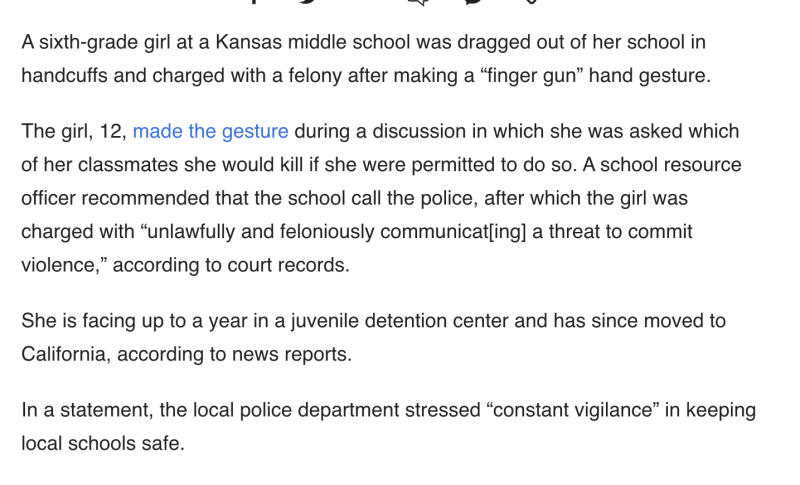 A sixth-grade girl at a Kansas middle school was dragged out of her school in
handcuffs and charged with a felony after making a “finger gun” hand gesture.
The girl, 12, made the gesture during a discussion in which she was asked which
of her classmates she would kill if she were permitted to do so. A school resource
officer recommended that the school call the police, after which the girl was
charged with “unlawfully and feloniously communicat[ing] a threat to commit
violence,” according to court records.
She is facing up to a year in a juvenile detention center and has since moved to
California, according to news reports.
In a statement, the local police department stressed “constant vigilance” in keeping
local schools safe.